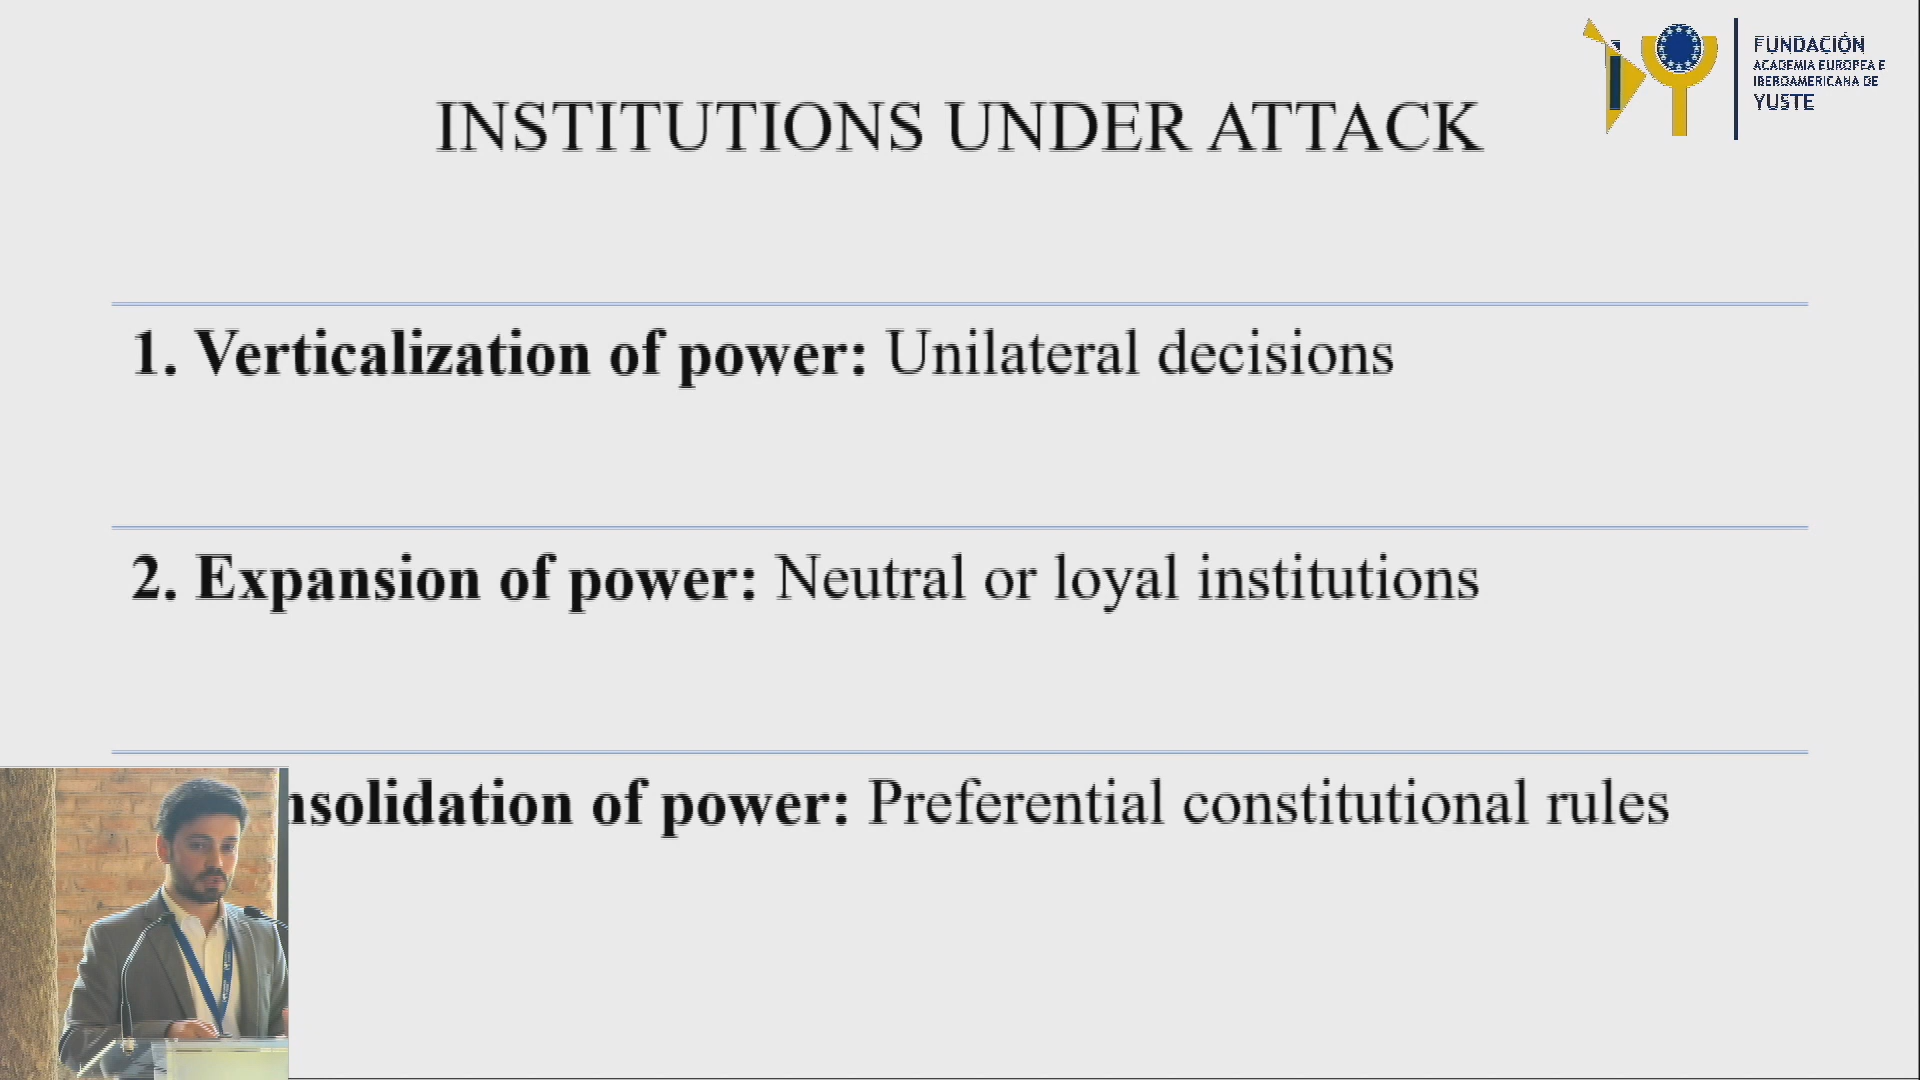 FUNDACIÓN
ACADEMIA EUROPEA E
IBEROAMERICANA DE
YUSTE
INSTITUTIONS UNDER ATTACK
1. Verticalization of power: Unilateral decisions
2. Expansion of power: Neutral or loyal institutions
nsolidation of power: Preferential constitutional rules